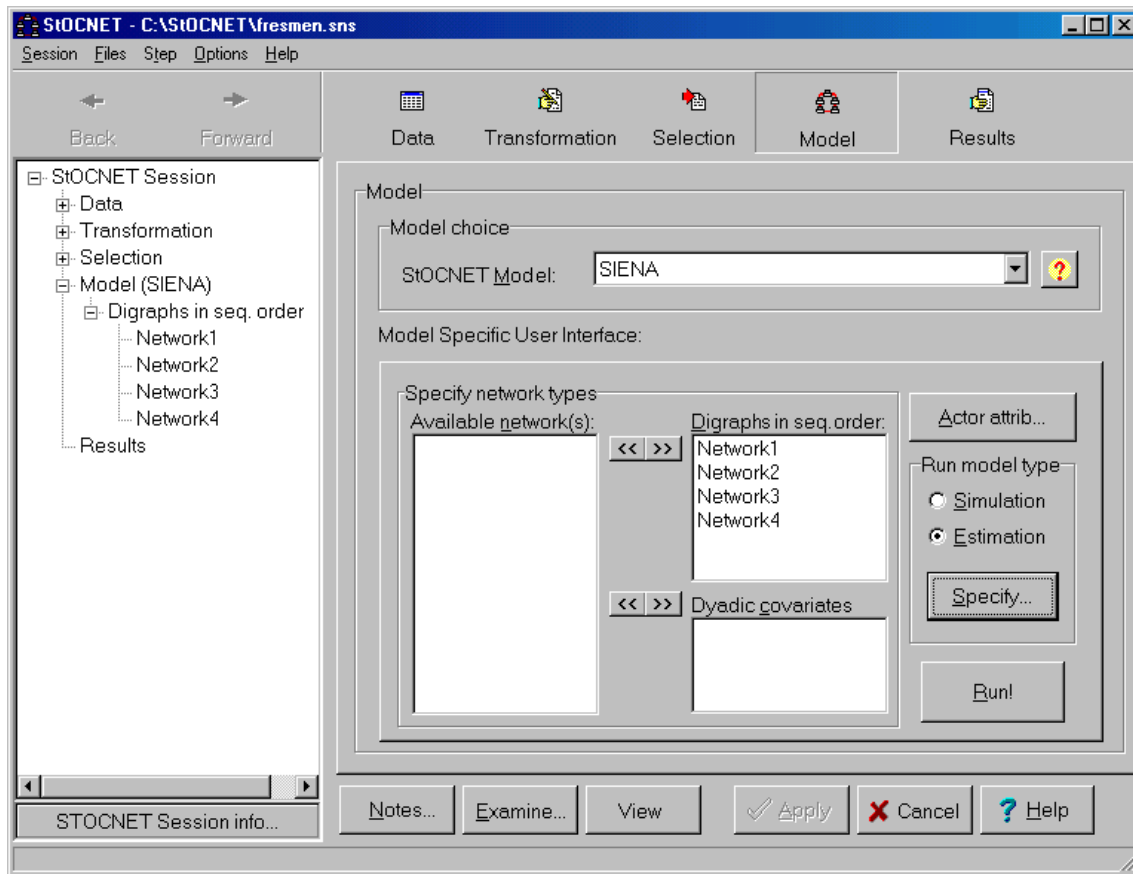 StOCNET - C:\StOCNET\fresmen.sns
Session Files Step Options Help
Back Forward
Data Transformation Selection Model Results
StOCNET Session
Data
Transformation
Selection
Model (SIENA)
Digraphs in seq. order
Network1
Network2
Network3
Network4
Results
STOCNET Session info...
Model
Model choice
StOCNET Model: SIENA ?
Model Specific User Interface:
Specify network types
Available network(s):
<< >>
Digraphs in seq. order:
Network1
Network2
Network3
Network4
<< >>
Dyadic covariates
Actor attrib...
Run model type
Simulation
Estimation
Specify...
Run!
Notes... Examine... View Apply Cancel ? Help